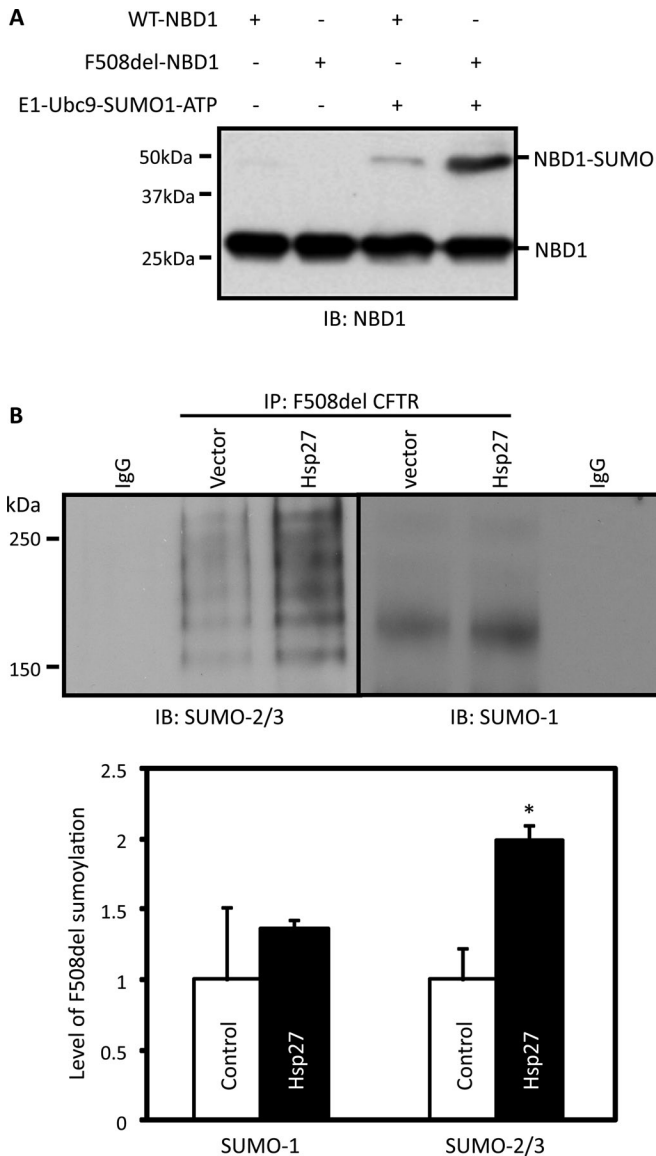 A
WT-NBD1 + - + -
F508del-NBD1 - + - +
E1-Ubc9-SUMO1-ATP - - + +
50kDa
37kDa
25kDa
NBD1-SUMO
NBD1
IB: NBD1
B
IP: F508del CFTR
IgG Vector Hsp27 vector Hsp27 IgG
kDa
250
150
IB: SUMO-2/3 IB: SUMO-1
Level of F508del sumoylation
2.5
2
1.5
1
0.5
0
*
Control Hsp27 Control Hsp27
SUMO-1 SUMO-2/3